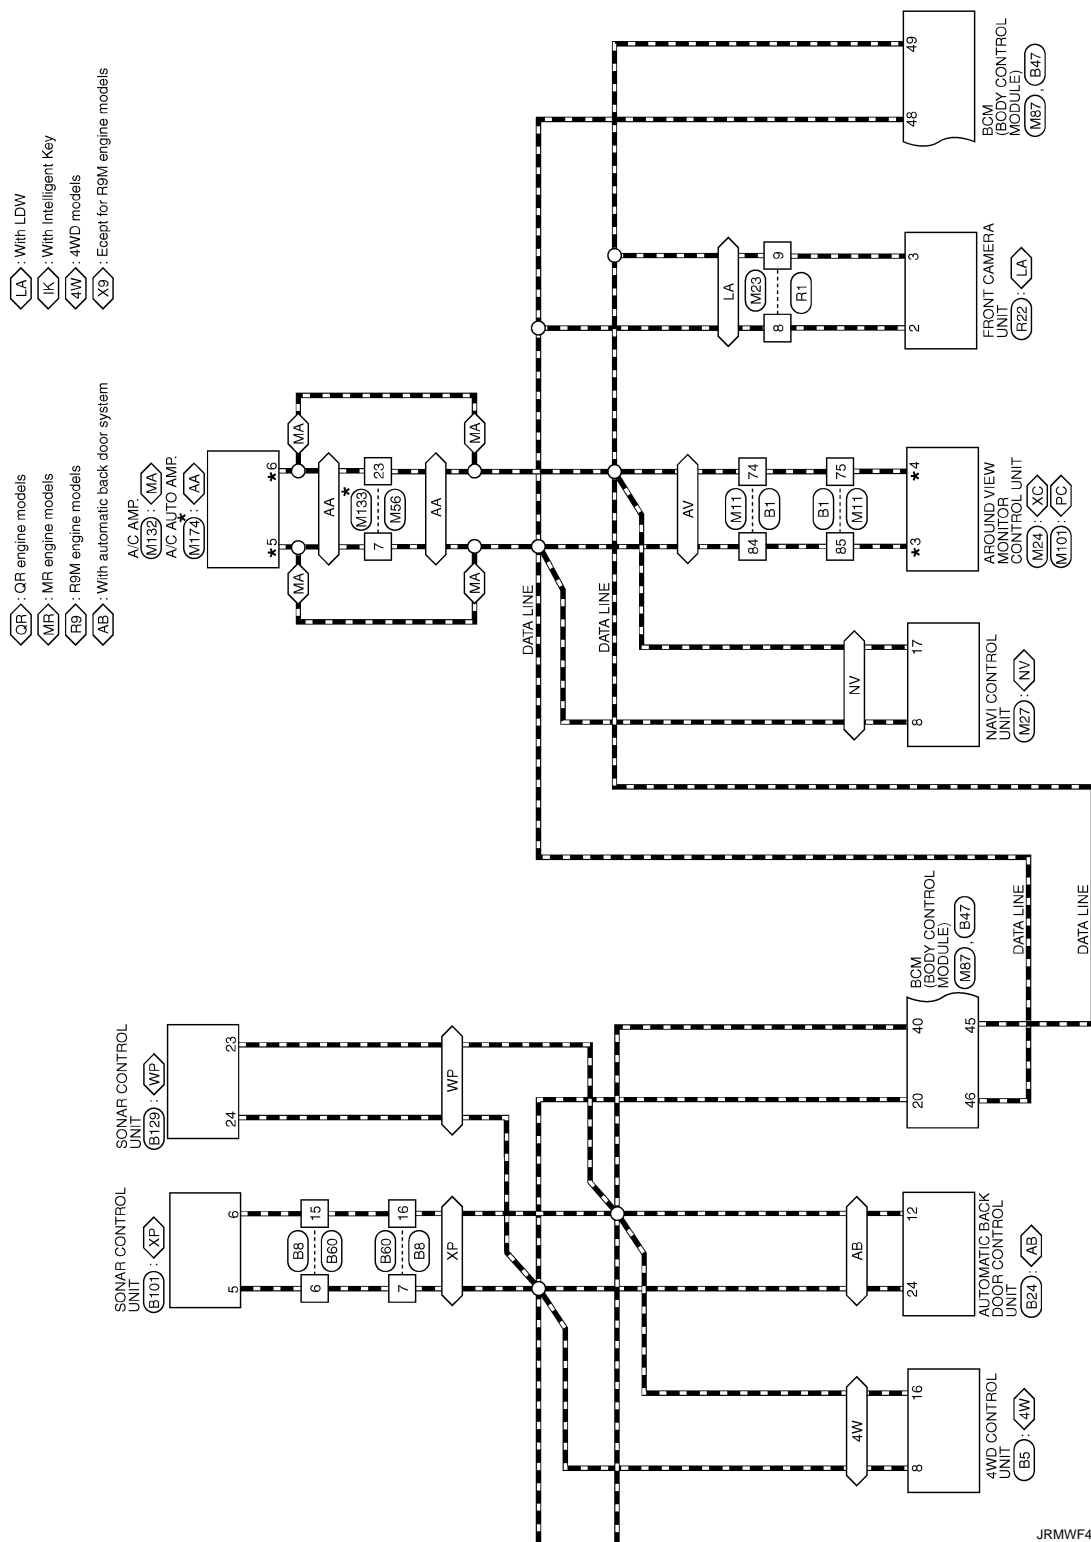 QR : QR engine models
MR : MR engine models
R9 : R9M engine models
AB : With automatic back door system
LA : With LDW
IK : With Intelligent Key
4W : 4WD models
X9 : Ecept for R9M engine models
SONAR CONTROL
UNIT
B101 : XP
5
6
6
B8
15
B60
7
B60
16
B8
XP
SONAR CONTROL
UNIT
B129 : WP
24
23
WP
A/C AMP.
M132 : MA
A/C AUTO AMP.
M174 * : AA
*5
*6
MA
MA
AA
7
M133 *
23
M56
AA
MA
MA
DATA LINE
DATA LINE
8
16
4W
4WD CONTROL
UNIT
B5 : 4W
AB
24
12
AUTOMATIC BACK
DOOR CONTROL
UNIT
B24 : AB
20
40
46
45
BCM
(BODY CONTROL
MODULE)
M87 , B47
DATA LINE
DATA LINE
NV
8
17
NAVI CONTROL
UNIT
M27 : NV
AV
84
M11
74
B1
85
B1
75
M11
*3
*4
AROUND VIEW
MONITOR
CONTROL UNIT
M24 : XC
M101 : PC
LA
8
M23
9
R1
2
3
FRONT CAMERA
UNIT
R22 : LA
48
49
BCM
(BODY CONTROL
MODULE)
M87 , B47
JRMWF4